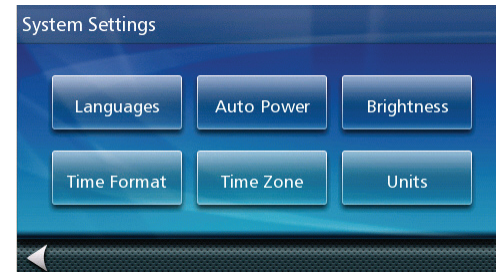 System Settings
Languages Auto Power Brightness
Time Format Time Zone Units